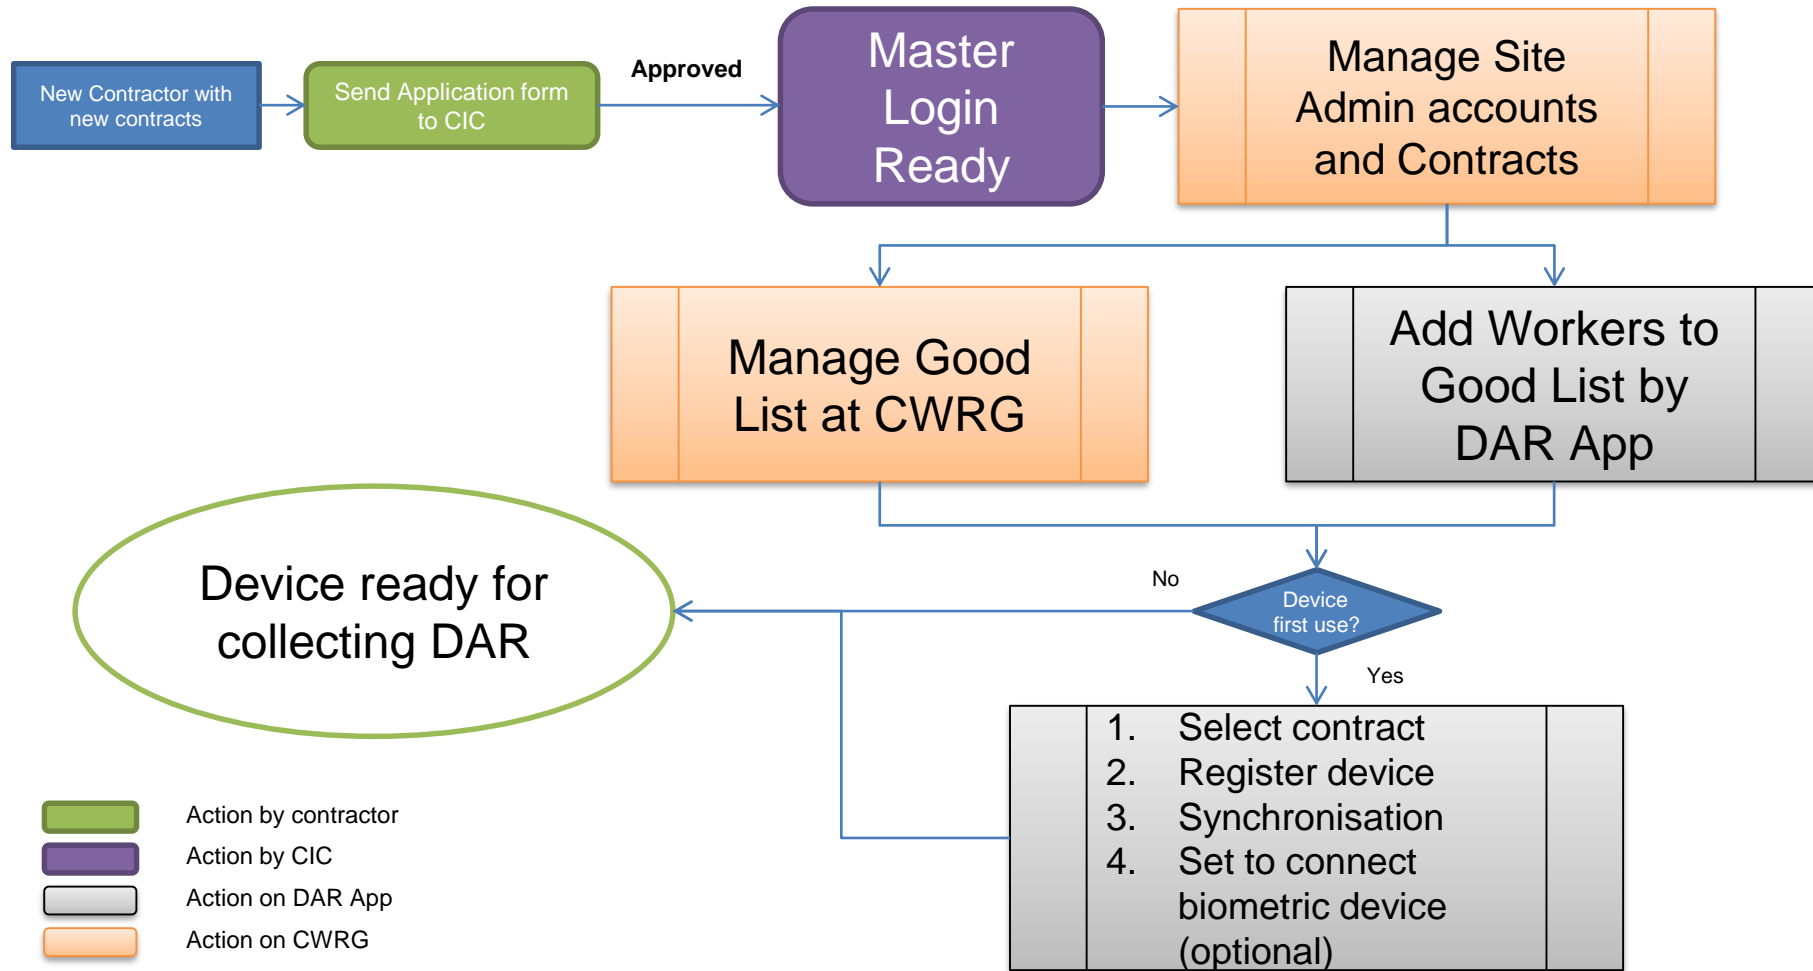 New Contractor with
new contracts
Send Application form
to CIC
Approved
Master
Login
Ready
Manage Site
Admin accounts
and Contracts
Manage Good
List at CWRG
Add Workers to
Good List by
DAR App
Device ready for
collecting DAR
No
Device
first use?
Yes
1. Select contract
2. Register device
3. Synchronisation
4. Set to connect
biometric device
(optional)
Action by contractor
Action by CIC
Action on DAR App
Action on CWRG